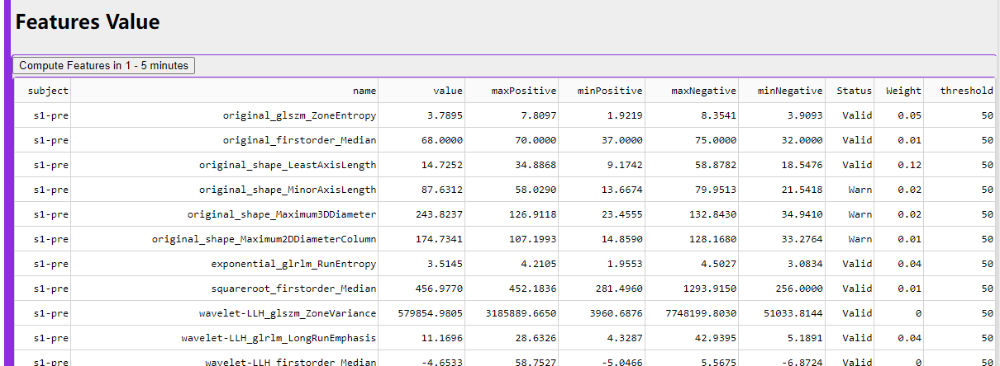 Features Value
Compute Features in 1 - 5 minutes
subject name value maxPositive minPositive maxNegative minNegative Status Weight threshold
s1-pre original_glszm_ZoneEntropy 3.7895 7.8097 1.9219 8.3541 3.9093 Valid 0.05 50
s1-pre original_firstorder_Median 68.0000 70.0000 37.0000 75.0000 32.0000 Valid 0.01 50
s1-pre original_shape_LeastAxisLength 14.7252 34.8868 9.1742 58.8782 18.5476 Valid 0.12 50
s1-pre original_shape_MinorAxisLength 87.6312 58.0290 13.6674 79.9513 21.5418 Warn 0.02 50
s1-pre original_shape_Maximum3DDiameter 243.8237 126.9118 23.4555 132.8430 34.9410 Warn 0.02 50
s1-pre original_shape_Maximum2DDiameterColumn 174.7341 107.1993 14.8590 128.1680 33.2764 Warn 0.01 50
s1-pre exponential_glrlm_RunEntropy 3.5145 4.2105 1.9553 4.5027 3.0834 Valid 0.04 50
s1-pre squareroot_firstorder_Median 456.9770 452.1836 281.4960 1293.9150 256.0000 Valid 0.01 50
s1-pre wavelet-LLH_glszm_ZoneVariance 579854.9805 3185889.6650 3960.6876 7748199.8030 51033.8144 Valid 0 50
s1-pre wavelet-LLH_glrlm_LongRunEmphasis 11.1696 28.6326 4.3287 42.9395 5.1891 Valid 0.04 50
s1-pre wavelet-LLH_firstorder_Median -4.6533 58.7527 -5.0466 5.5675 -6.8724 Valid 0 50